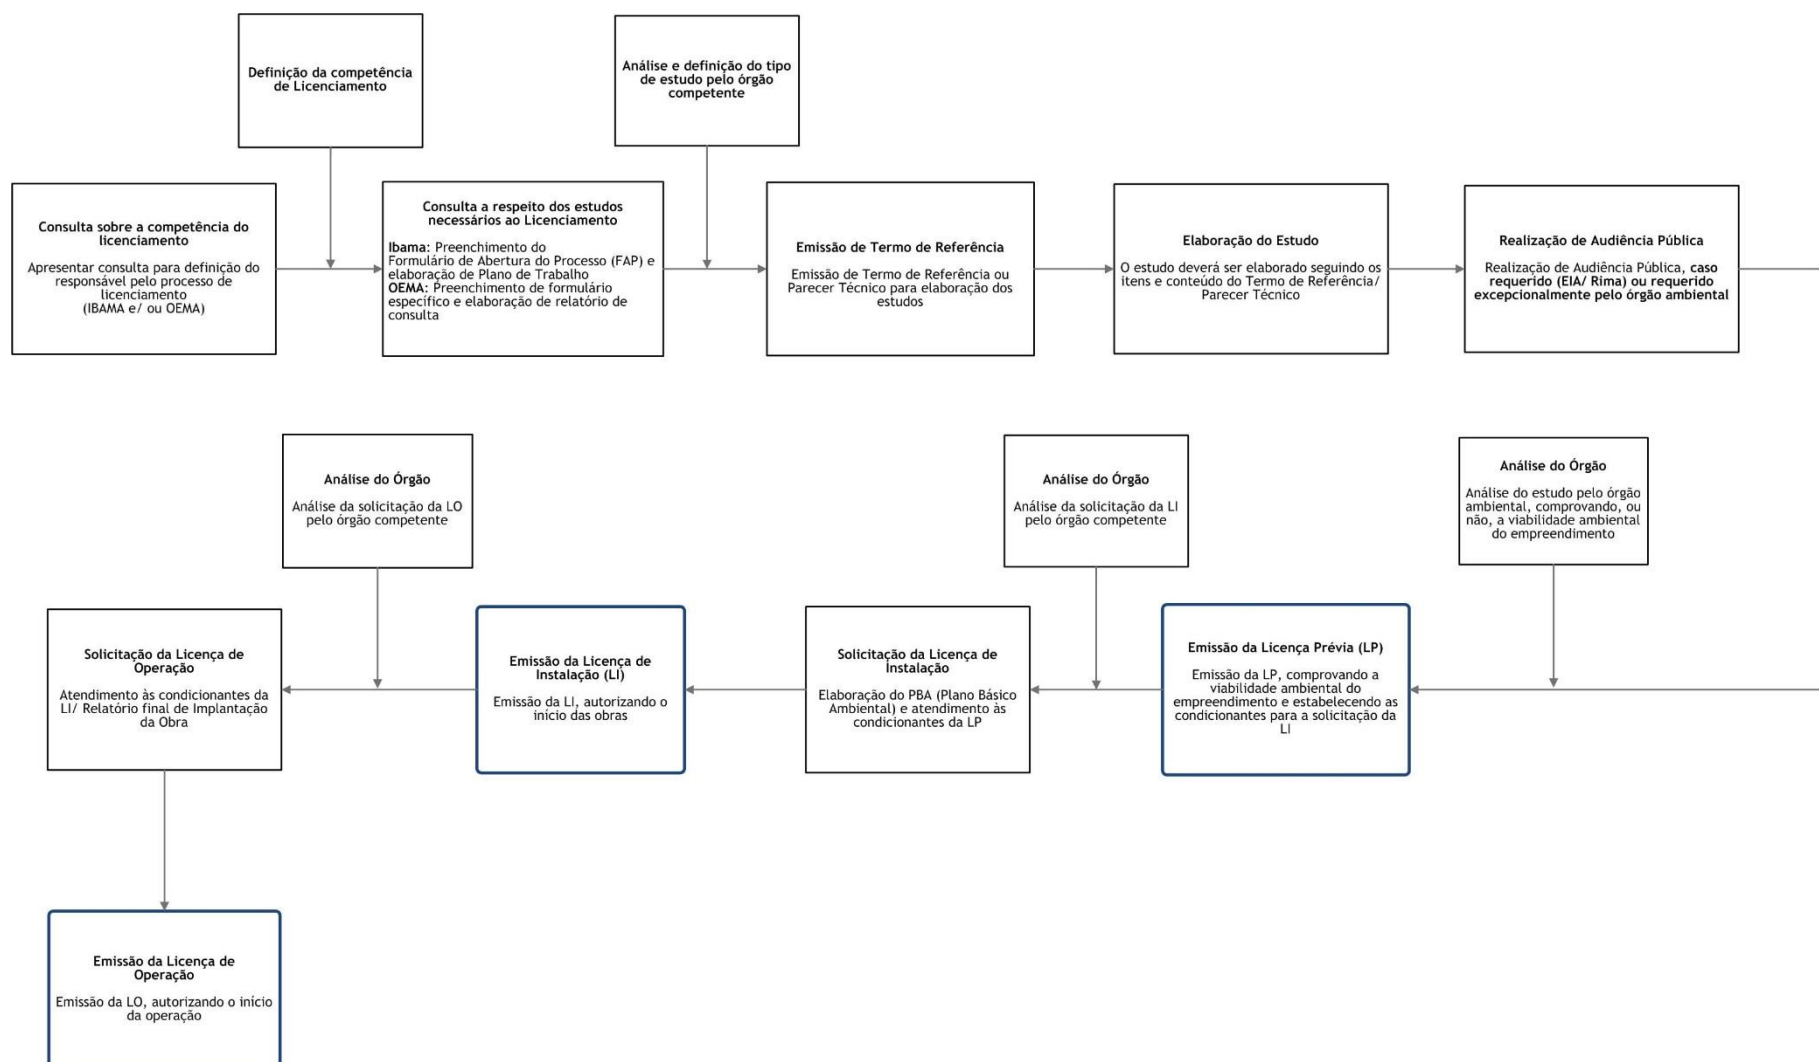 Definição da competência
de Licenciamento
Análise e definição do tipo
de estudo pelo órgão
competente
Consulta sobre a competência do
licenciamento
Apresentar consulta para definição do
responsável pelo processo de
licenciamento
(IBAMA e/ ou OEMA)
Consulta a respeito dos estudos
necessários ao Licenciamento
Ibama: Preenchimento do
Formulário de Abertura do Processo (FAP) e
elaboração de Plano de Trabalho
OEMA: Preenchimento de formulário
específico e elaboração de relatório de
consulta
Emissão de Termo de Referência
Emissão de Termo de Referência ou
Parecer Técnico para elaboração dos
estudos
Elaboração do Estudo
O estudo deverá ser elaborado seguindo os
itens e conteúdo do Termo de Referência/
Parecer Técnico
Realização de Audiência Pública
Realização de Audiência Pública, caso
requerido (EIA/ Rima) ou requerido
excepcionalmente pelo órgão ambiental
Análise do Órgão
Análise do estudo pelo órgão
ambiental, comprovando, ou
não, a viabilidade ambiental
do empreendimento
Emissão da Licença Prévia (LP)
Emissão da LP, comprovando a
viabilidade ambiental do
empreendimento e estabelecendo as
condicionantes para a solicitação da
LI
Análise do Órgão
Análise da solicitação da LI
pelo órgão competente
Solicitação da Licença de
Instalação
Elaboração do PBA (Plano Básico
Ambiental) e atendimento às
condicionantes da LP
Emissão da Licença de
Instalação (LI)
Emissão da LI, autorizando o
início das obras
Análise do Órgão
Análise da solicitação da LO
pelo órgão competente
Solicitação da Licença de
Operação
Atendimento às condicionantes da
LI/ Relatório final de Implantação
da Obra
Emissão da Licença de
Operação
Emissão da LO, autorizando o início
da operação